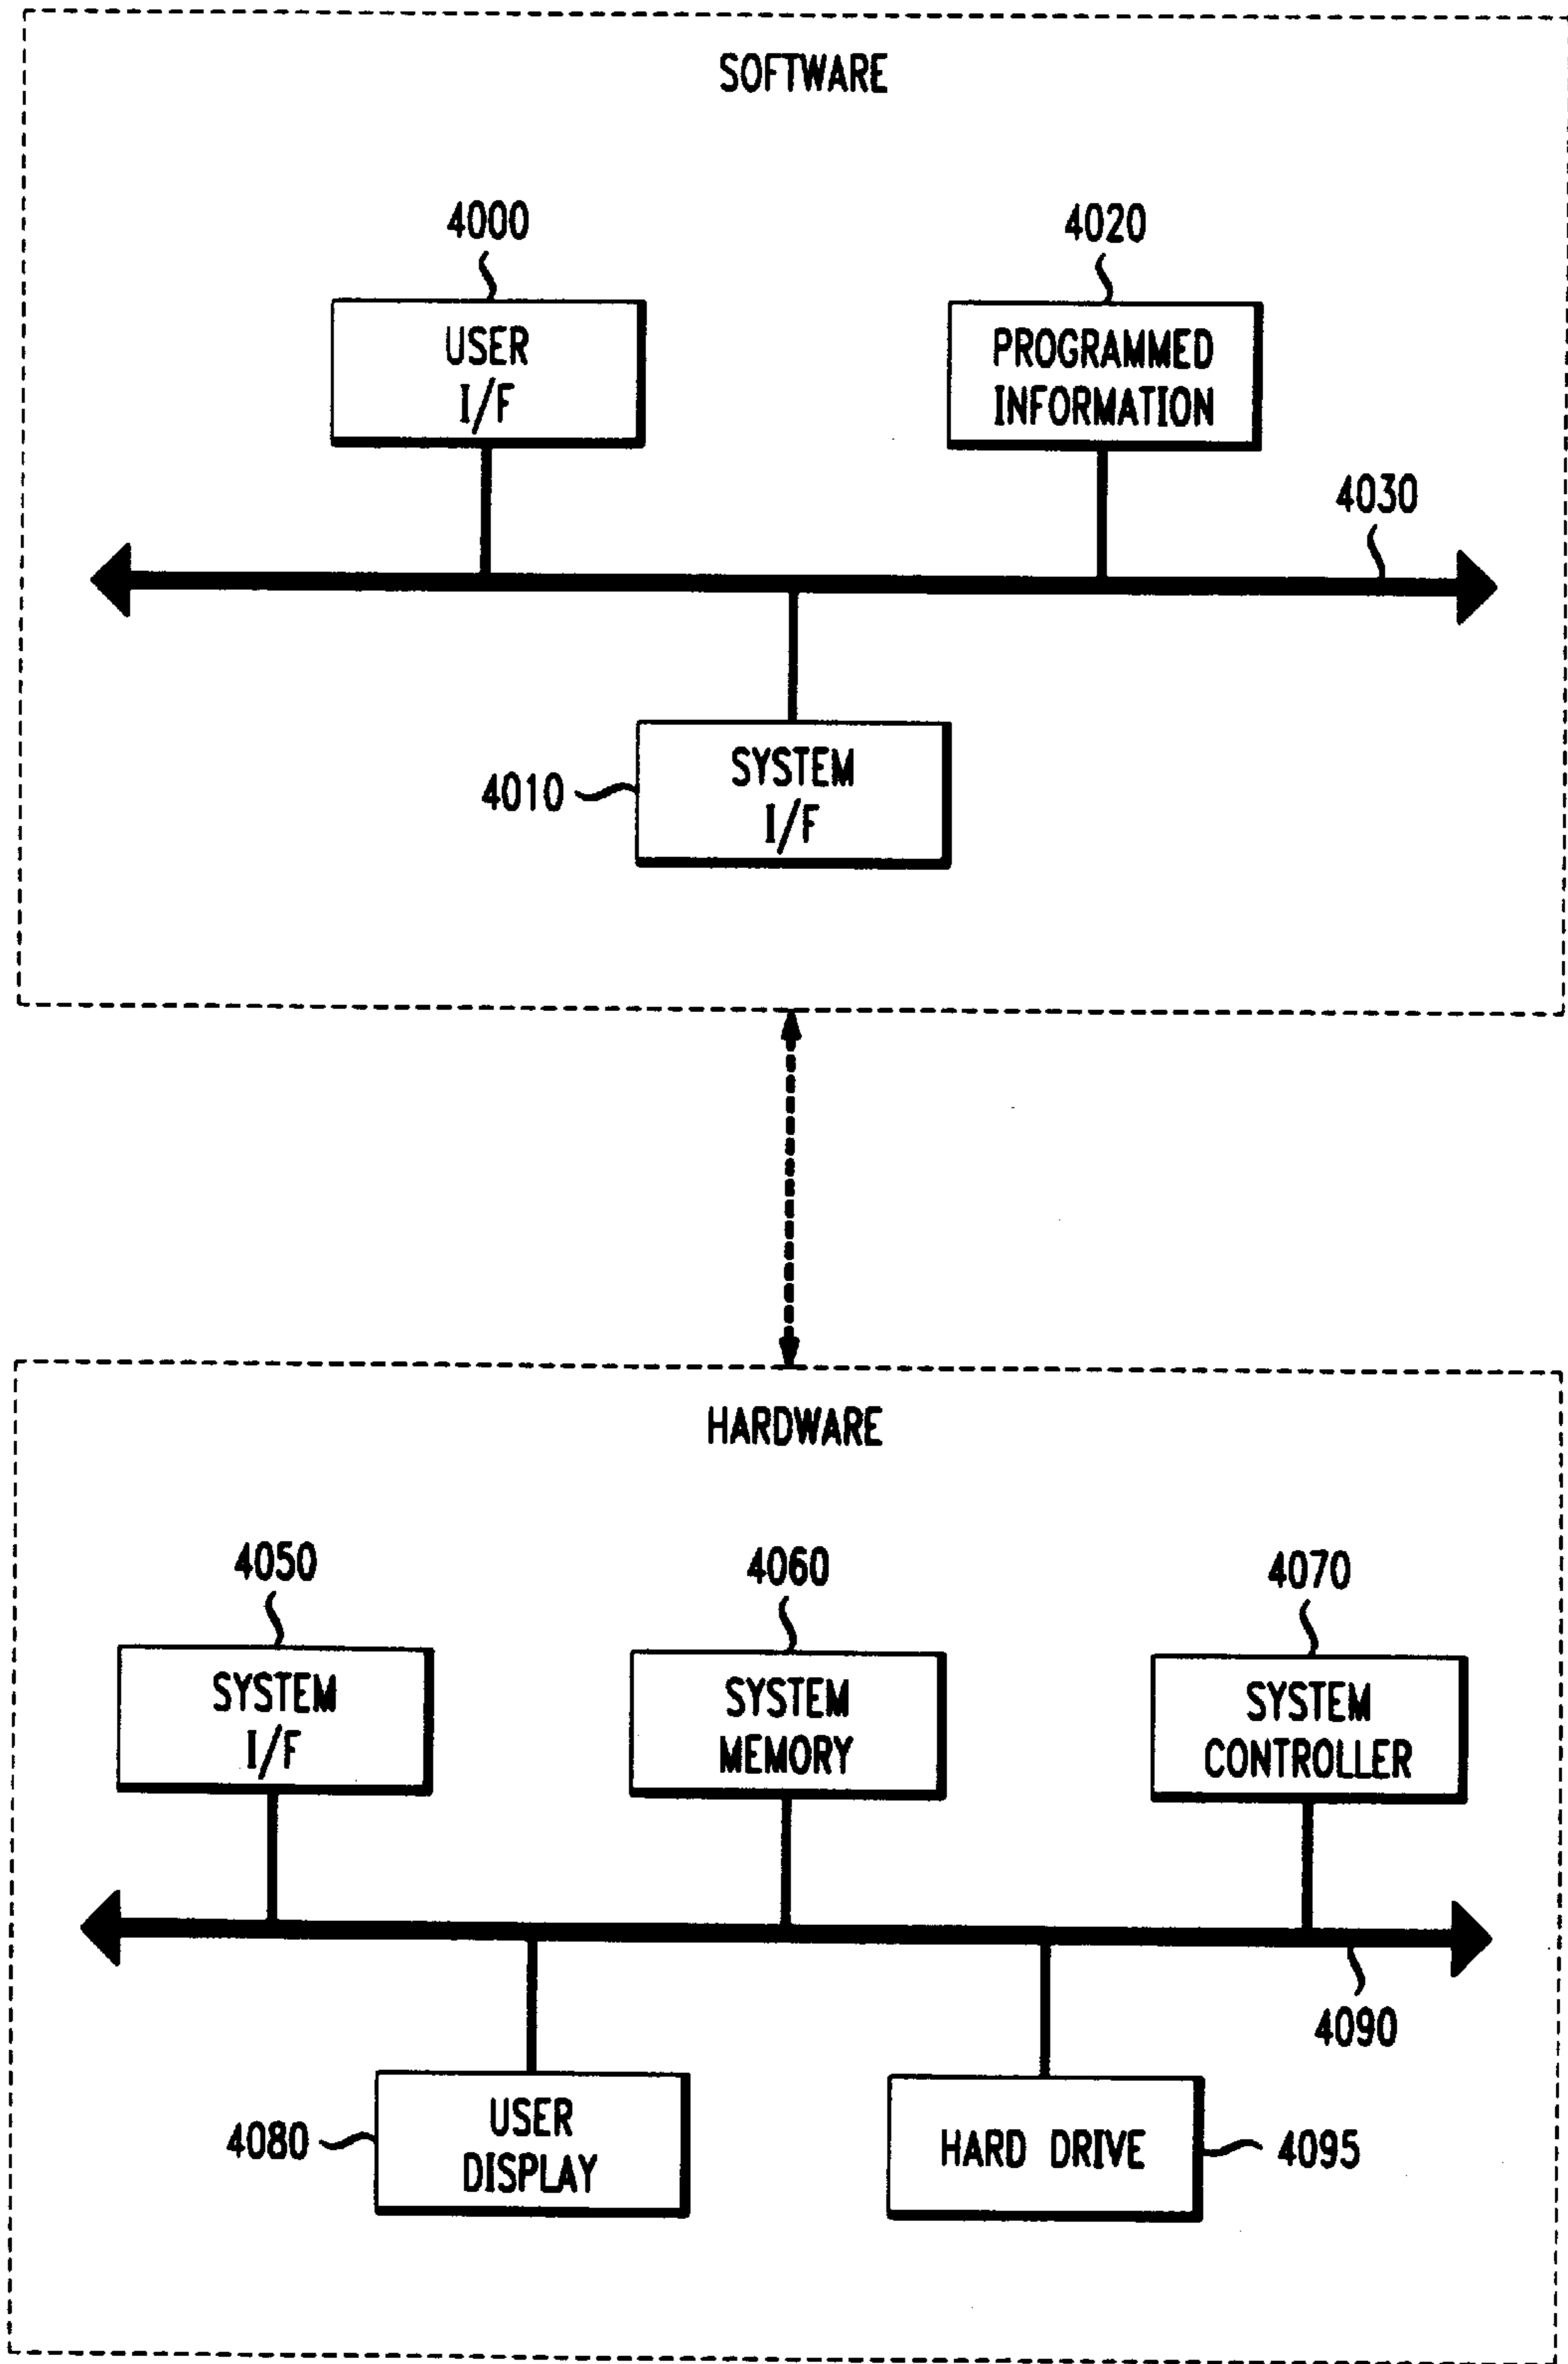 SOFTWARE
4000
4020
USER
I/F
PROGRAMMED
INFORMATION
4030
SYSTEM
I/F
4010
HARDWARE
4050
4060
4070
SYSTEM
I/F
SYSTEM
MEMORY
SYSTEM
CONTROLLER
4090
4080
USER
DISPLAY
HARD DRIVE
4095